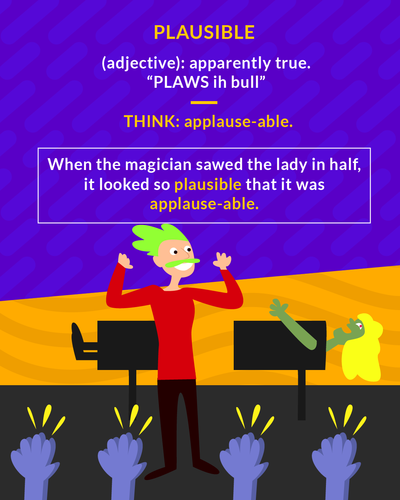 PLAUSIBLE
(adjective): apparently true.
“PLAWS ih bull”
THINK: applause-able.
When the magician sawed the lady in half,
it looked so plausible that it was
applause-able.